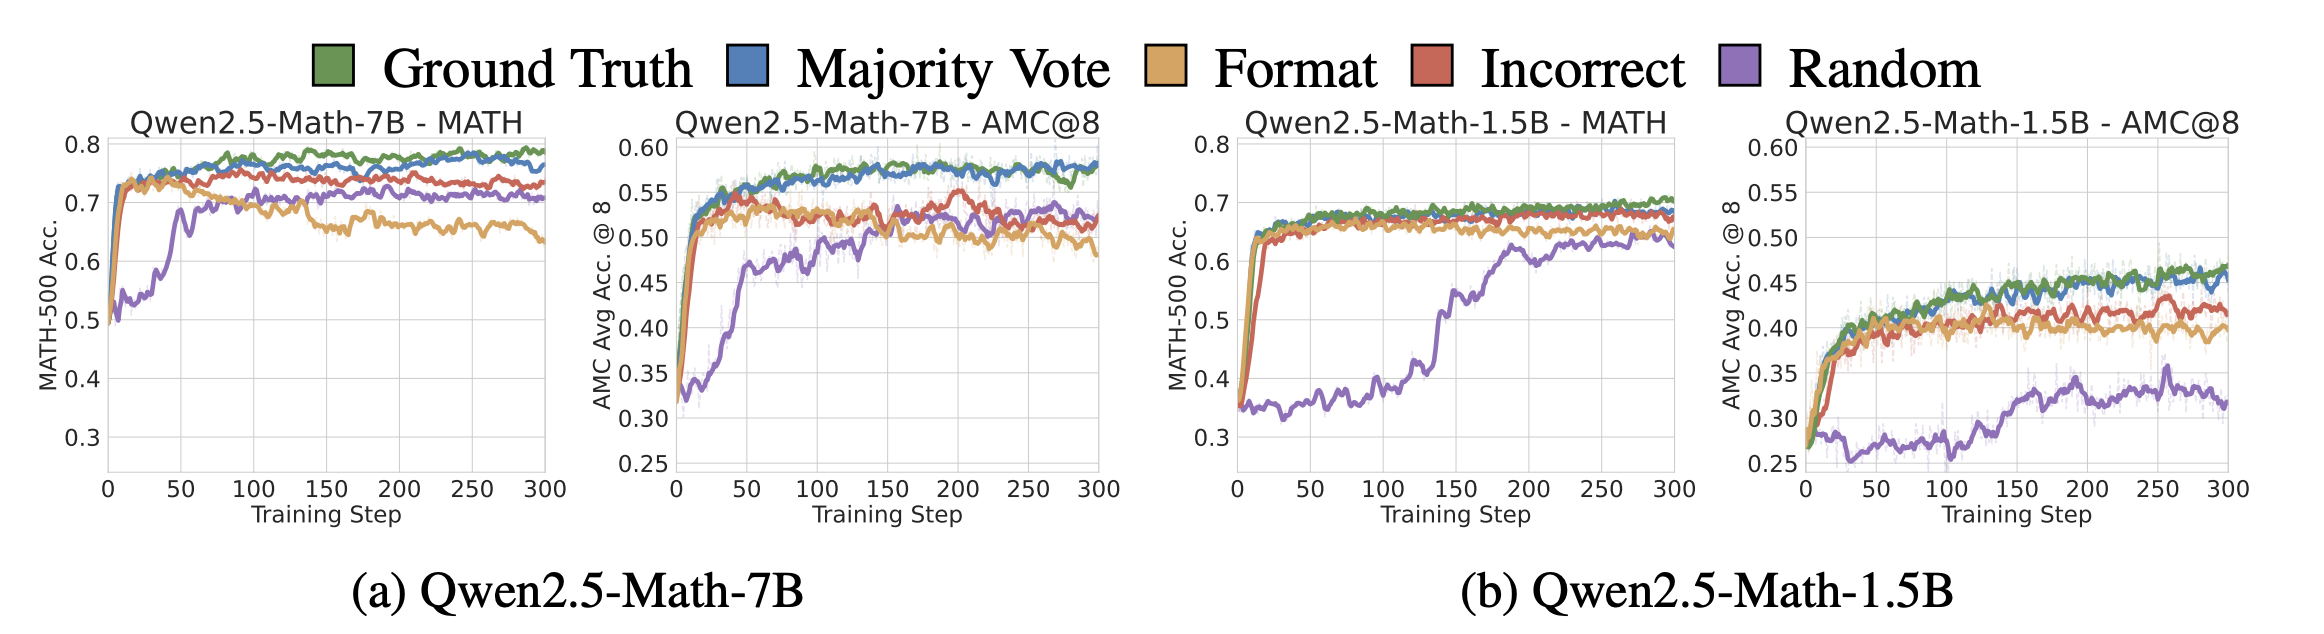 Ground Truth Majority Vote Format Incorrect Random
Qwen2.5-Math-7B - MATH
MATH-500 Acc.
0.8
0.7
0.6
0.5
0.4
0.3
0 50 100 150 200 250 300
Training Step
Qwen2.5-Math-7B - AMC@8
AMC Avg Acc. @ 8
0.60
0.55
0.50
0.45
0.40
0.35
0.30
0.25
0 50 100 150 200 250 300
Training Step
(a) Qwen2.5-Math-7B
Qwen2.5-Math-1.5B - MATH
MATH-500 Acc.
0.8
0.7
0.6
0.5
0.4
0.3
0 50 100 150 200 250 300
Training Step
Qwen2.5-Math-1.5B - AMC@8
AMC Avg Acc. @ 8
0.60
0.55
0.50
0.45
0.40
0.35
0.30
0.25
0 50 100 150 200 250 300
Training Step
(b) Qwen2.5-Math-1.5B